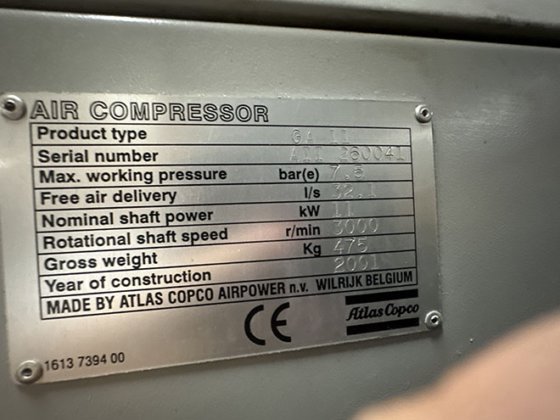 AIR COMPRESSOR
Product type GA 11
Serial number AII 260041
Max. working pressure bar(e) 7.5
Free air delivery l/s 32.1
Nominal shaft power kW 11
Rotational shaft speed r/min 3000
Gross weight Kg 475
Year of construction 2001
MADE BY ATLAS COPCO AIRPOWER n.v. WILRIJK BELGIUM
CE
Atlas Copco
1613 7394 00